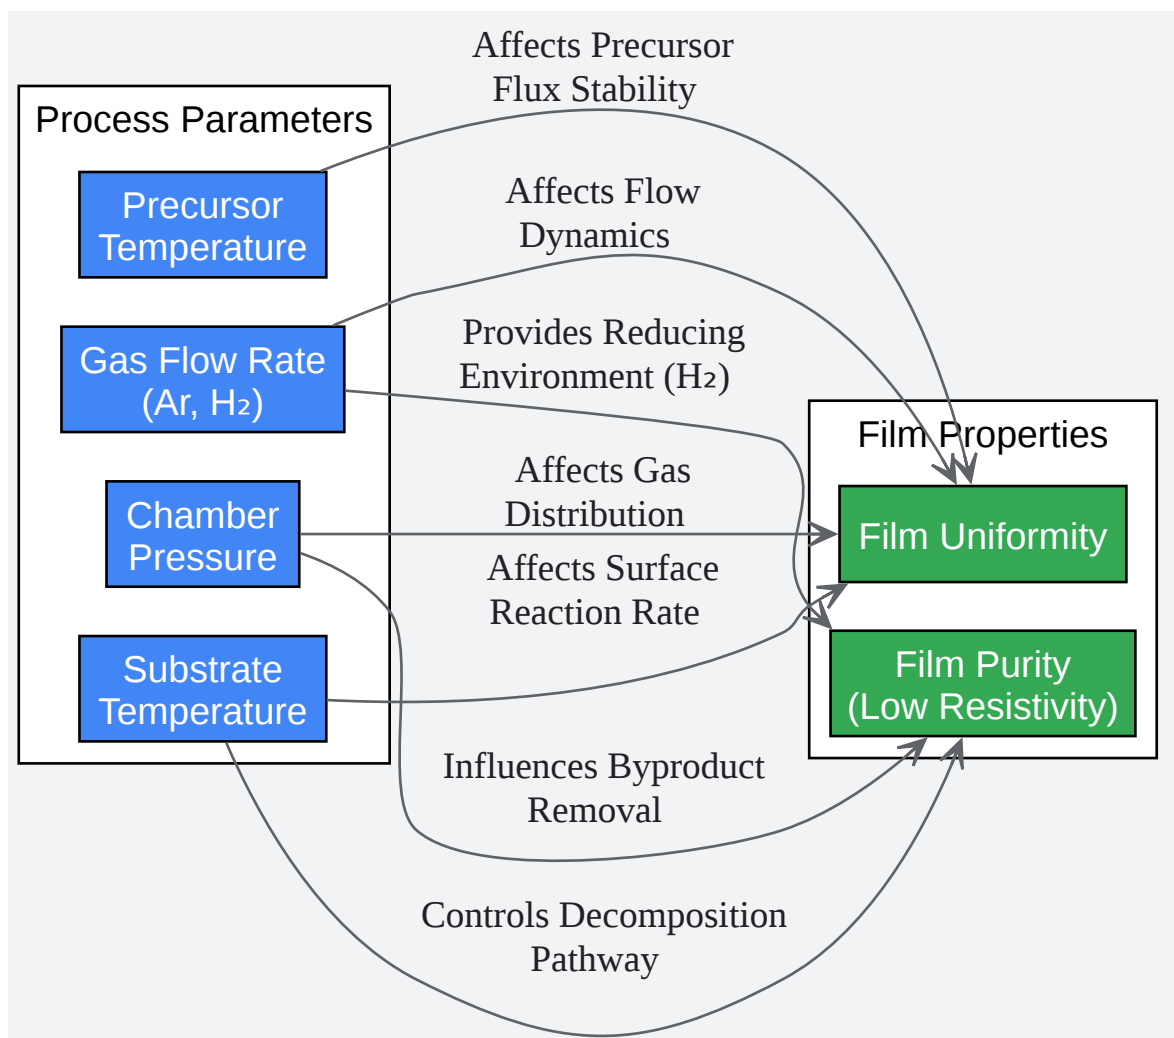 Affects Precursor
Flux Stability
Process Parameters
Precursor
Temperature
Affects Flow
Dynamics
Gas Flow Rate
(Ar, H₂)
Provides Reducing
Environment (H₂)
Film Properties
Chamber
Pressure
Affects Gas
Distribution
Film Uniformity
Affects Surface
Reaction Rate
Substrate
Temperature
Film Purity
(Low Resistivity)
Influences Byproduct
Removal
Controls Decomposition
Pathway